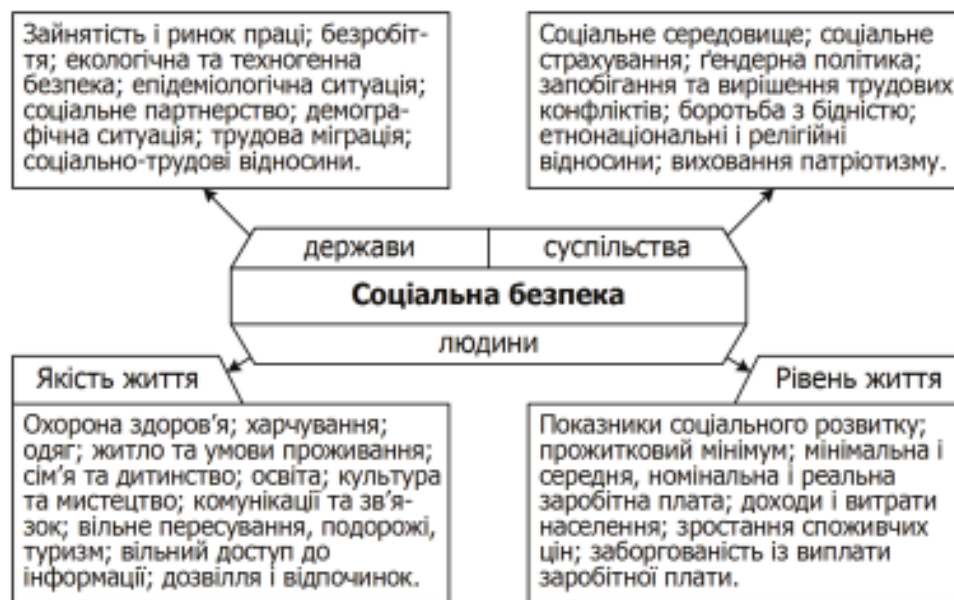 Зайнятість і ринок праці; безробіт-
тя; екологічна та техногенна
безпека; епідеміологічна ситуація;
соціальне партнерство; демогра-
фічна ситуація; трудова міграція;
соціально-трудові відносини.
Соціальне середовище; соціальне
страхування; ґендерна політика;
запобігання та вирішення трудових
конфліктів; боротьба з бідністю;
етнонаціональні і релігійні
відносини; виховання патріотизму.
держави
суспільства
Соціальна безпека
людини
Якість життя
Охорона здоров'я; харчування;
одяг; житло та умови проживання;
сім'я та дитинство; освіта; культура
та мистецтво; комунікації та зв'я-
зок; вільне пересування, подорожі,
туризм; вільний доступ до
інформації; дозвілля і відпочинок.
Рівень життя
Показники соціального розвитку;
прожитковий мінімум; мінімальна і
середня, номінальна і реальна
заробітна плата; доходи і витрати
населення; зростання споживчих
цін; заборгованість із виплати
заробітної плати.